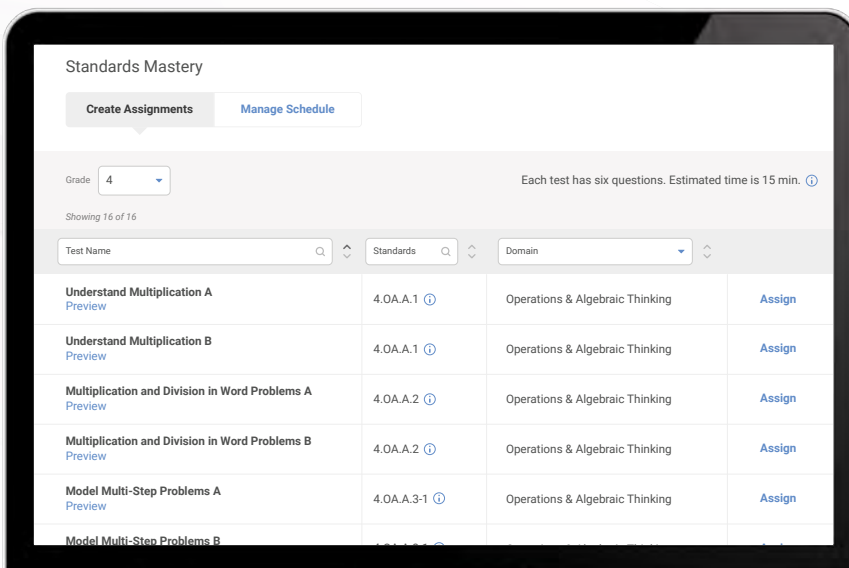 Standards Mastery
Create Assignments
Manage Schedule
Grade
4
Each test has six questions. Estimated time is 15 min.
Showing 16 of 16
Test Name
Standards
Domain
Understand Multiplication A
Preview
4.OA.A.1
Operations & Algebraic Thinking
Assign
Understand Multiplication B
Preview
4.OA.A.1
Operations & Algebraic Thinking
Assign
Multiplication and Division in Word Problems A
Preview
4.OA.A.2
Operations & Algebraic Thinking
Assign
Multiplication and Division in Word Problems B
Preview
4.OA.A.2
Operations & Algebraic Thinking
Assign
Model Multi-Step Problems A
Preview
4.OA.A.3-1
Operations & Algebraic Thinking
Assign
Model Multi-Step Problems B